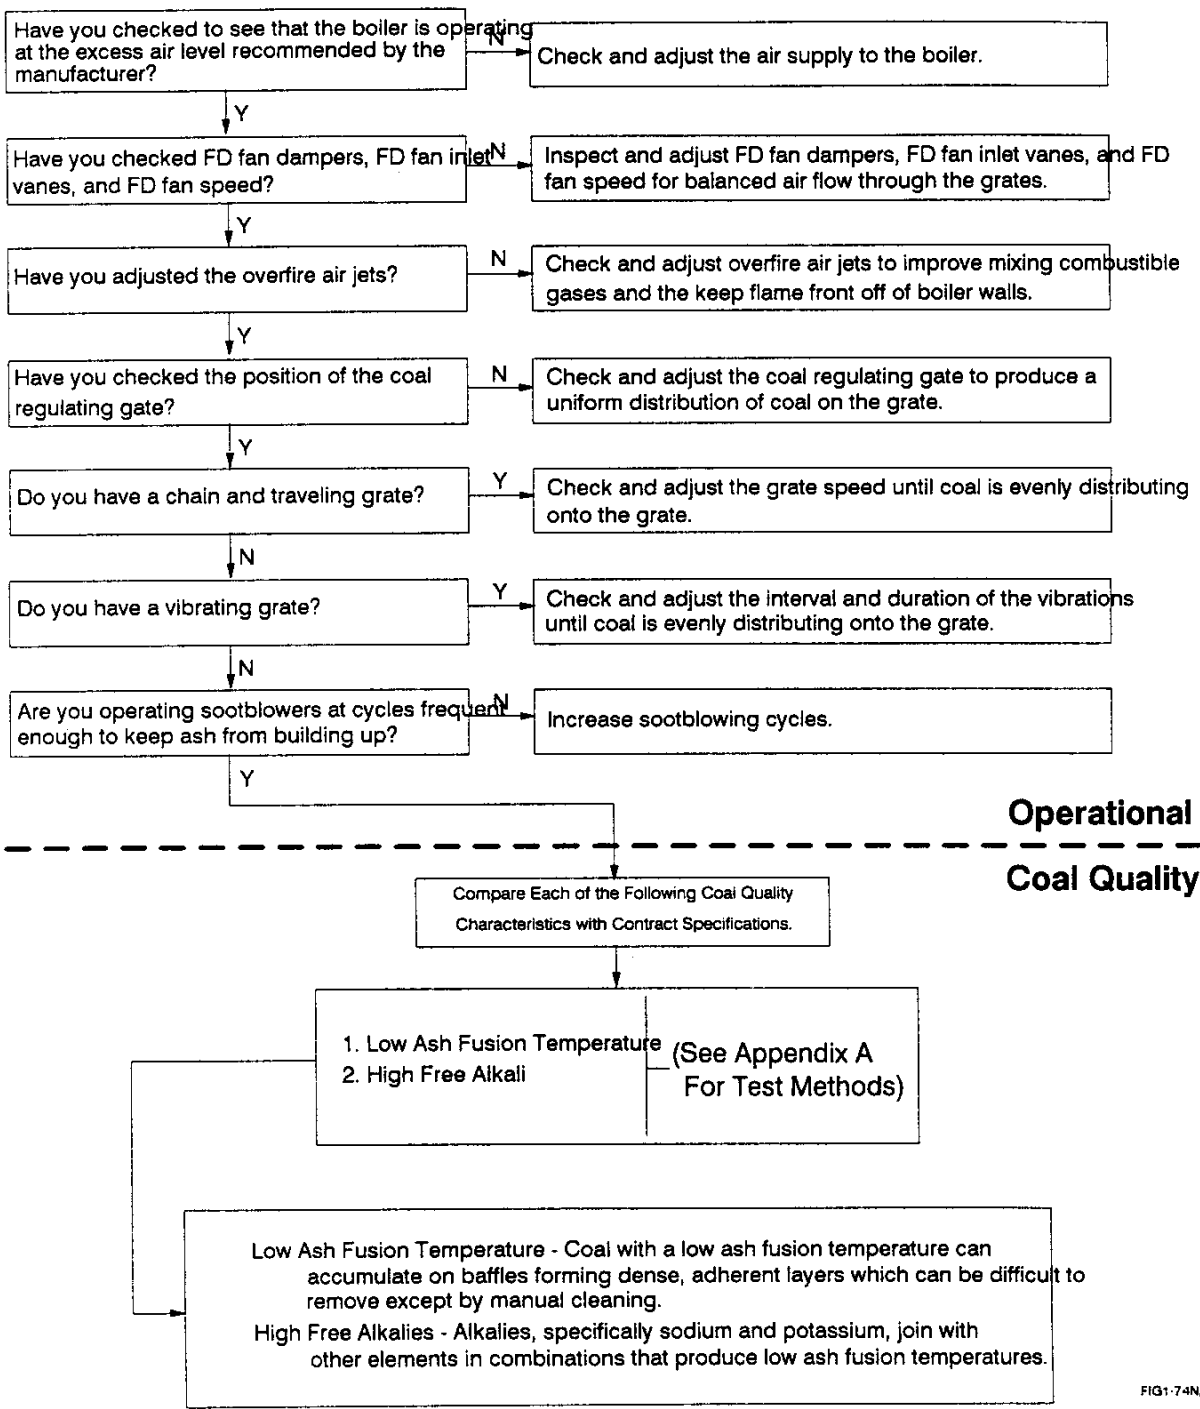 Have you checked to see that the boiler is operating
at the excess air level recommended by the
manufacturer?
N
Check and adjust the air supply to the boiler.
Y
Have you checked FD fan dampers, FD fan inlet
vanes, and FD fan speed?
N
Inspect and adjust FD fan dampers, FD fan inlet vanes, and FD
fan speed for balanced air flow through the grates.
Y
Have you adjusted the overfire air jets?
N
Check and adjust overfire air jets to improve mixing combustible
gases and the keep flame front off of boiler walls.
Y
Have you checked the position of the coal
regulating gate?
N
Check and adjust the coal regulating gate to produce a
uniform distribution of coal on the grate.
Y
Do you have a chain and traveling grate?
Y
Check and adjust the grate speed until coal is evenly distributing
onto the grate.
N
Do you have a vibrating grate?
Y
Check and adjust the interval and duration of the vibrations
until coal is evenly distributing onto the grate.
N
Are you operating sootblowers at cycles frequent
enough to keep ash from building up?
N
Increase sootblowing cycles.
Y
Operational
Coal Quality
Compare Each of the Following Coal Quality
Characteristics with Contract Specifications.
1. Low Ash Fusion Temperature
2. High Free Alkali
(See Appendix A
For Test Methods)
Low Ash Fusion Temperature - Coal with a low ash fusion temperature can
accumulate on baffles forming dense, adherent layers which can be difficult to
remove except by manual cleaning.
High Free Alkalies - Alkalies, specifically sodium and potassium, join with
other elements in combinations that produce low ash fusion temperatures.
FIG1-74N